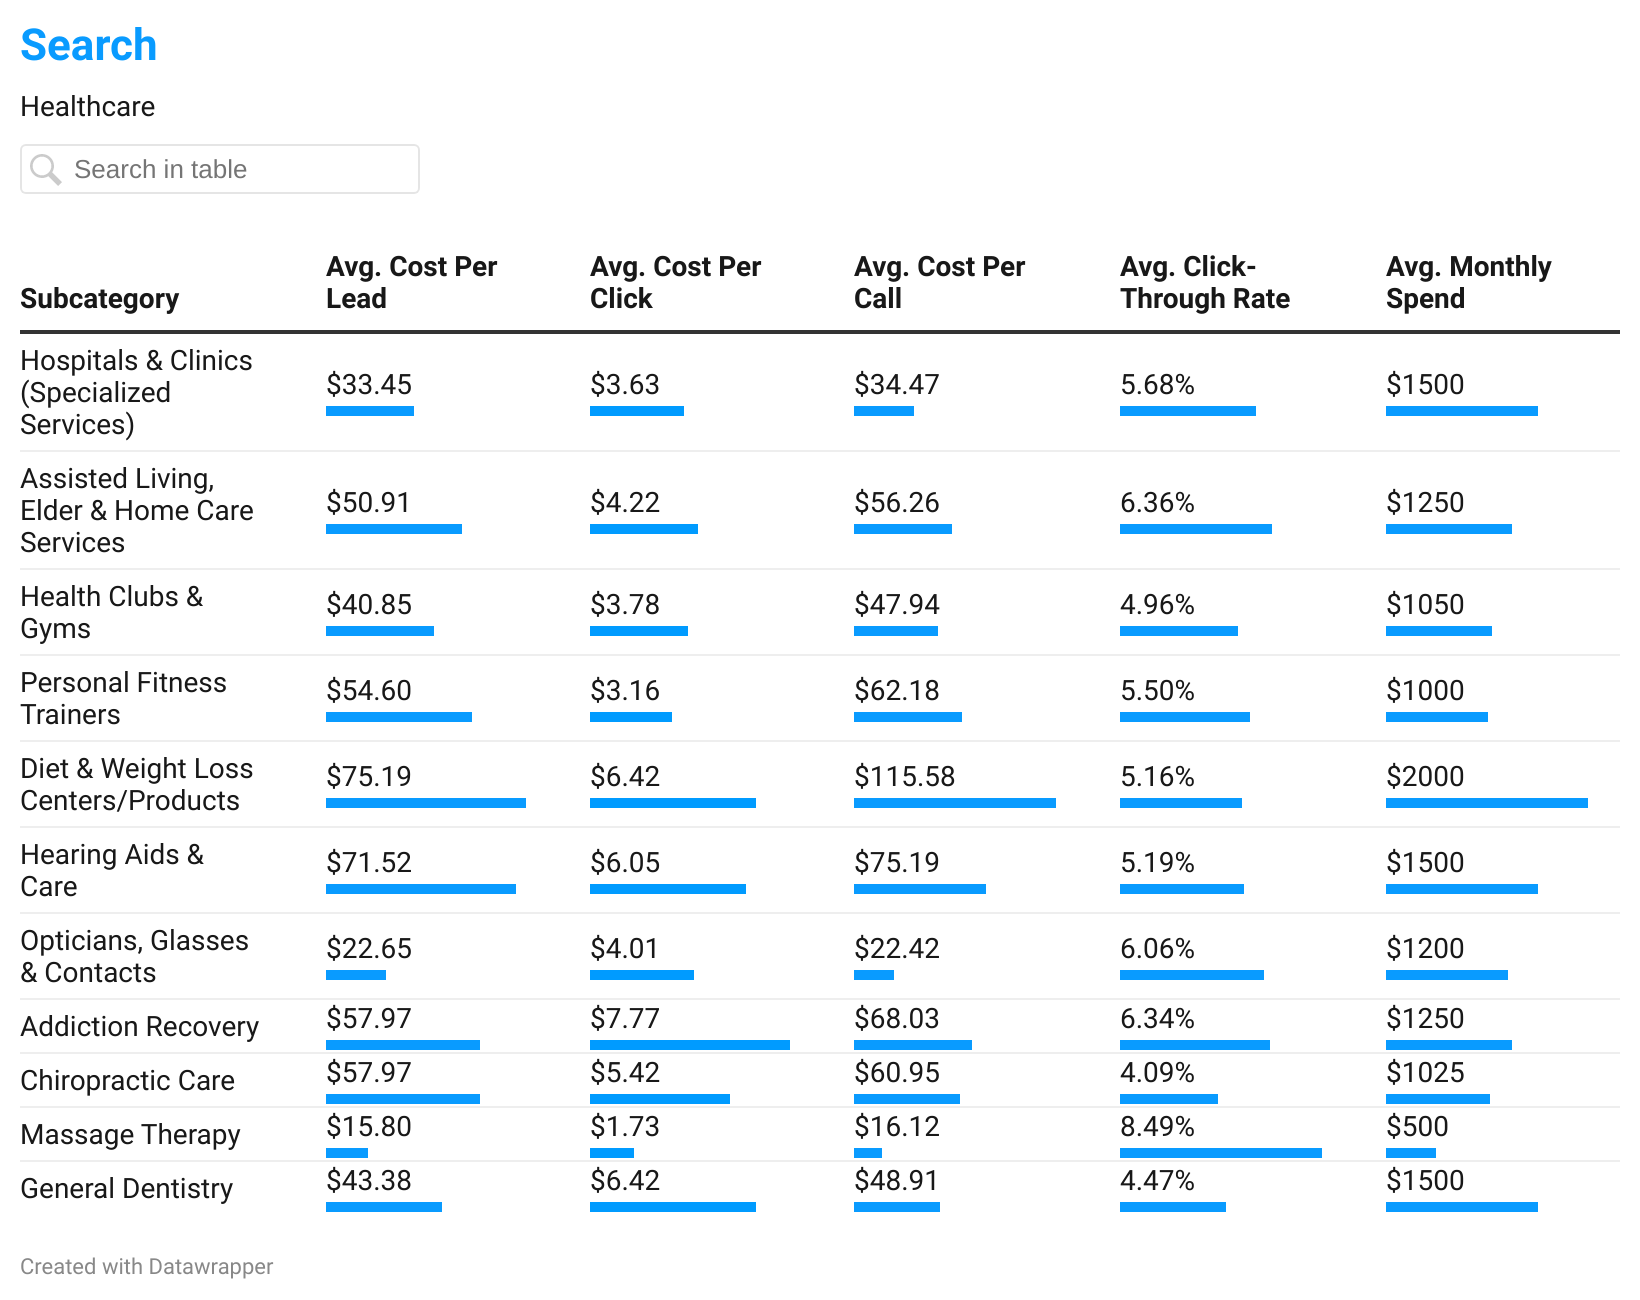 Search
Healthcare
Search in table
Avg. Cost Per Avg. Cost Per Avg. Cost Per Avg. Click- Avg. Monthly
Subcategory Lead Click Call Through Rate Spend
Hospitals & Clinics
(Specialized $33.45 $3.63 $34.47 5.68% $1500
Services)
Assisted Living,
Elder & Home Care $50.91 $4.22 $56.26 6.36% $1250
Services
Health Clubs & $40.85 $3.78 $47.94 4.96% $1050
Gyms
Personal Fitness $54.60 $3.16 $62.18 5.50% $1000
Trainers
Diet & Weight Loss $75.19 $6.42 $115.58 5.16% $2000
Centers/Products
Hearing Aids & $71.52 $6.05 $75.19 5.19% $1500
Care
Opticians, Glasses $22.65 $4.01 $22.42 6.06% $1200
& Contacts
Addiction Recovery $57.97 $7.77 $68.03 6.34% $1250
Chiropractic Care $57.97 $5.42 $60.95 4.09% $1025
Massage Therapy $15.80 $1.73 $16.12 8.49% $500
General Dentistry $43.38 $6.42 $48.91 4.47% $1500
Created with Datawrapper